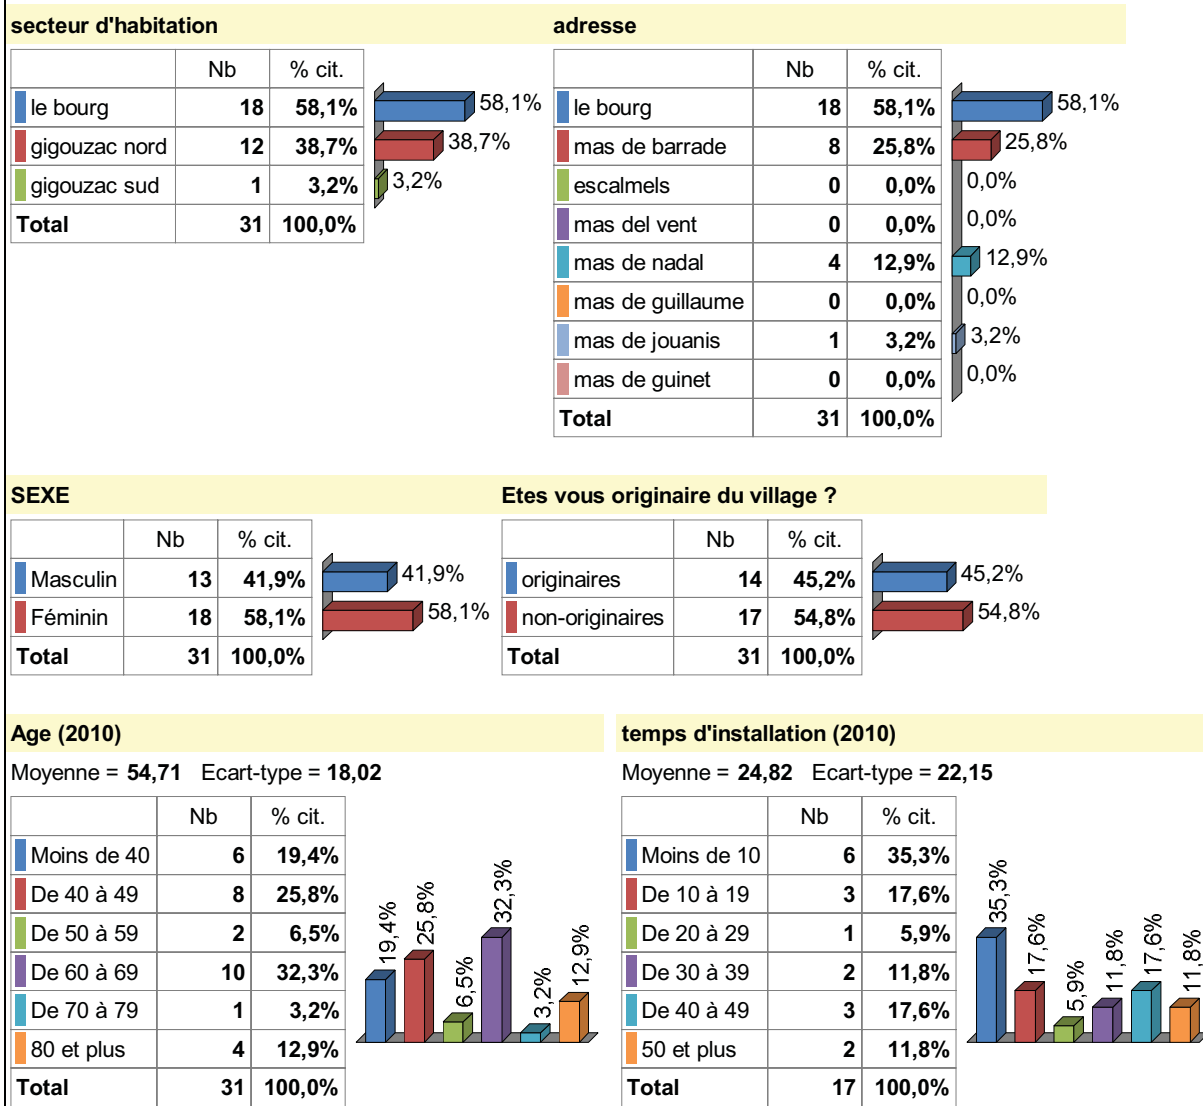 secteur d'habitation
Nb % cit.
le bourg 18 58,1% 58,1%
gigouzac nord 12 38,7% 38,7%
gigouzac sud 1 3,2% 3,2%
Total 31 100,0%
adresse
Nb % cit.
le bourg 18 58,1% 58,1%
mas de barrade 8 25,8% 25,8%
escalmels 0 0,0% 0,0%
mas del vent 0 0,0% 0,0%
mas de nadal 4 12,9% 12,9%
mas de guillaume 0 0,0% 0,0%
mas de jouanis 1 3,2% 3,2%
mas de guinet 0 0,0% 0,0%
Total 31 100,0%
SEXE
Nb % cit.
Masculin 13 41,9% 41,9%
Féminin 18 58,1% 58,1%
Total 31 100,0%
Etes vous originaire du village ?
Nb % cit.
originaires 14 45,2% 45,2%
non-originaires 17 54,8% 54,8%
Total 31 100,0%
Age (2010)
Moyenne = 54,71 Ecart-type = 18,02
Nb % cit.
Moins de 40 6 19,4%
De 40 à 49 8 25,8%
De 50 à 59 2 6,5%
De 60 à 69 10 32,3%
De 70 à 79 1 3,2%
80 et plus 4 12,9%
Total 31 100,0%
19,4% 25,8% 6,5% 32,3% 3,2% 12,9%
temps d'installation (2010)
Moyenne = 24,82 Ecart-type = 22,15
Nb % cit.
Moins de 10 6 35,3%
De 10 à 19 3 17,6%
De 20 à 29 1 5,9%
De 30 à 39 2 11,8%
De 40 à 49 3 17,6%
50 et plus 2 11,8%
Total 17 100,0%
35,3% 17,6% 5,9% 11,8% 17,6% 11,8%